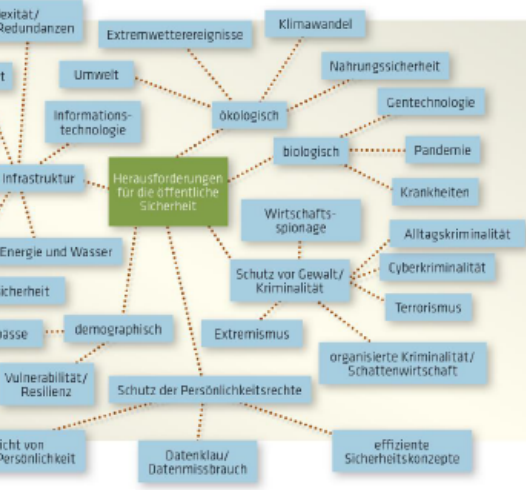 Redundanzen
Extremwetterereignisse
Klimawandel
Umwelt
Nahrungssicherheit
Informations-
technologie
ökologisch
Gentechnologie
biologisch
Pandemie
Infrastruktur
Herausforderungen
für die öffentliche
Sicherheit
Krankheiten
Wirtschafts-
spionage
Alltagskriminalität
Energie und Wasser
Schutz vor Gewalt/
Kriminalität
Cyberkriminalität
Terrorismus
demographisch
Extremismus
organisierte Kriminalität/
Schattenwirtschaft
Vulnerabilität/
Resilienz
Schutz der Persönlichkeitsrechte
von
Persönlichkeit
Datenklau/
Datenmissbrauch
effiziente
Sicherheitskonzepte